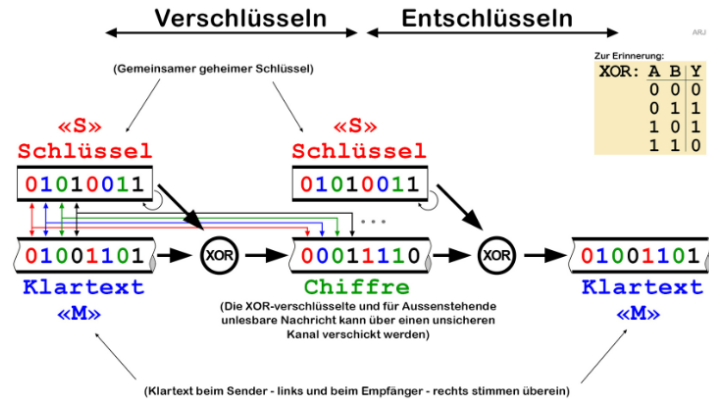 Verschlüsseln Entschlüsseln
ARJ
Zur Erinnerung:
XOR: A B Y
0 0 0
0 1 1
1 0 1
1 1 0
(Gemeinsamer geheimer Schlüssel)
«S» «S»
Schlüssel Schlüssel
01010011 01010011
...
01001101 XOR 00011110 XOR 01001101
Klartext Chiffre Klartext
«M» «M»
(Die XOR-verschlüsselte und für Aussenstehende
unlesbare Nachricht kann über einen unsicheren
Kanal verschickt werden)
(Klartext beim Sender - links und beim Empfänger - rechts stimmen überein)